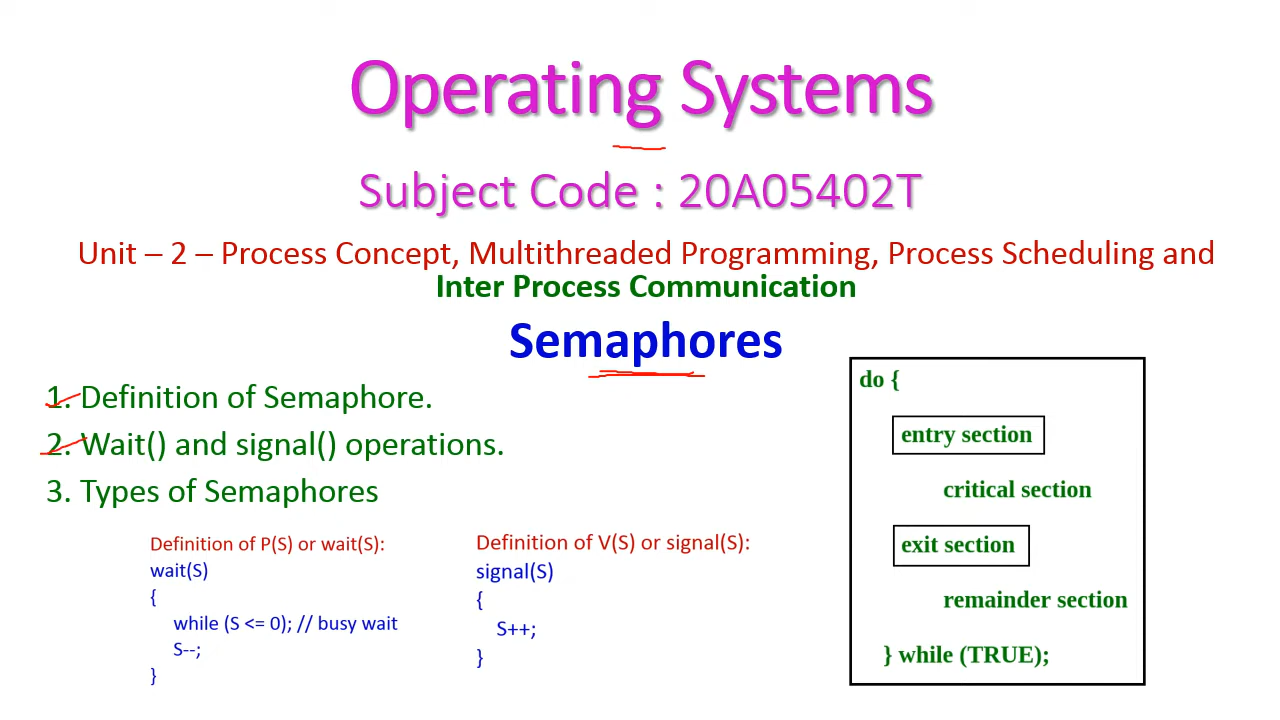 Operating Systems
Subject Code : 20A05402T
Unit – 2 – Process Concept, Multithreaded Programming, Process Scheduling and
Inter Process Communication
Semaphores
1. Definition of Semaphore.
2. Wait() and signal() operations.
3. Types of Semaphores
Definition of P(S) or wait(S):
wait(S)
{
while (S <= 0); // busy wait
S--;
}
Definition of V(S) or signal(S):
signal(S)
{
S++;
}
do {
entry section
critical section
exit section
remainder section
} while (TRUE);